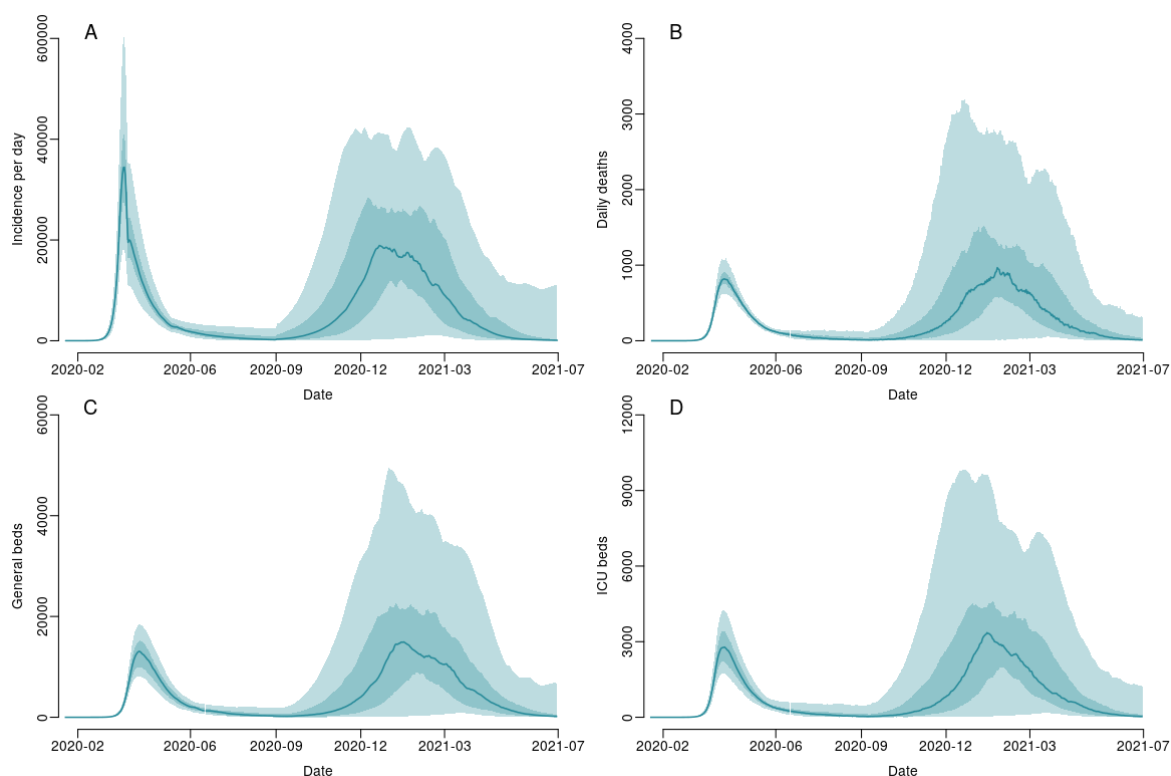 A
Incidence per day
600000
400000
200000
0
2020-02 2020-06 2020-09 2020-12 2021-03 2021-07
Date
B
Daily deaths
4000
3000
2000
1000
0
2020-02 2020-06 2020-09 2020-12 2021-03 2021-07
Date
C
General beds
60000
40000
20000
0
2020-02 2020-06 2020-09 2020-12 2021-03 2021-07
Date
D
ICU beds
12000
9000
6000
3000
0
2020-02 2020-06 2020-09 2020-12 2021-03 2021-07
Date